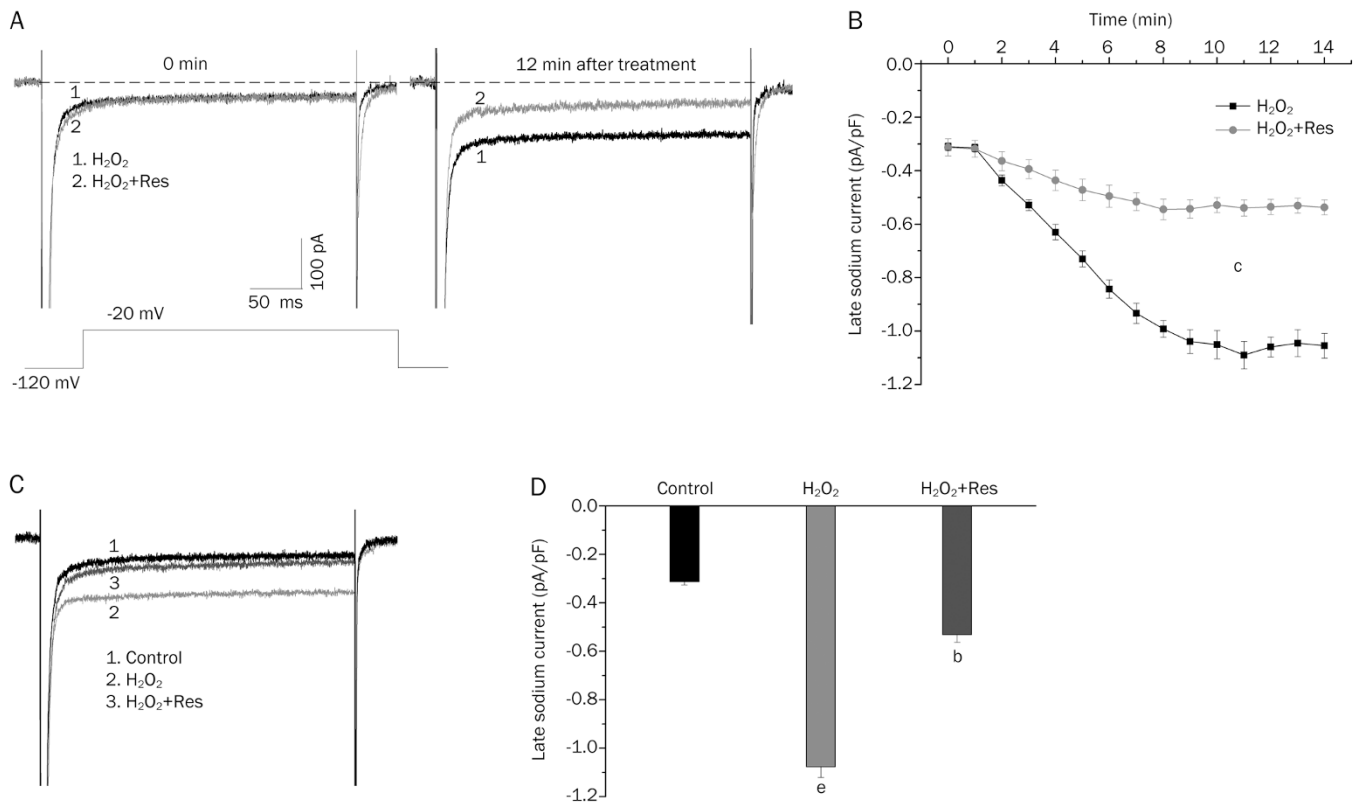 A
0 min
12 min after treatment
1
2
2
1
1. H₂O₂
2. H₂O₂+Res
100 pA
50 ms
-20 mV
-120 mV
B
Time (min)
0 2 4 6 8 10 12 14
0.0
-0.2
-0.4
-0.6
-0.8
-1.0
-1.2
Late sodium current (pA/pF)
H₂O₂
H₂O₂+Res
c
C
1
3
2
1. Control
2. H₂O₂
3. H₂O₂+Res
D
Control H₂O₂ H₂O₂+Res
0.0
-0.2
-0.4
-0.6
-0.8
-1.0
-1.2
Late sodium current (pA/pF)
b
e